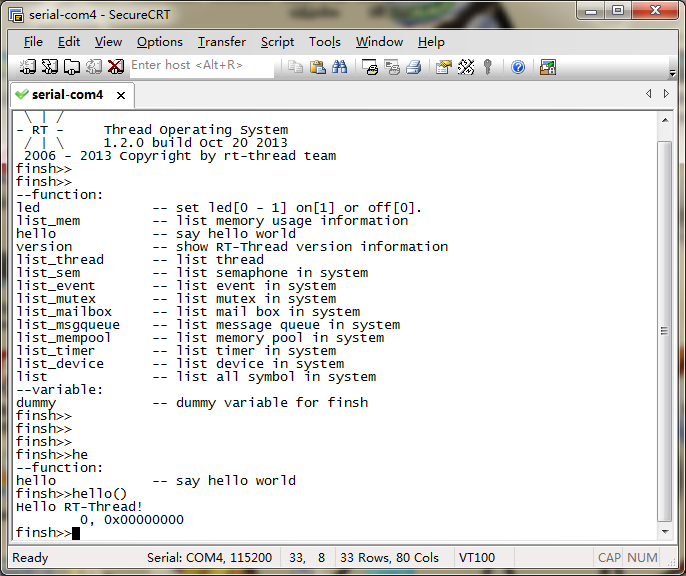 serial-com4 - SecureCRT
File Edit View Options Transfer Script Tools Window Help
Enter host <Alt+R>
serial-com4
 \ | /
- RT -     Thread Operating System
 / | \     1.2.0 build Oct 20 2013
 2006 - 2013 Copyright by rt-thread team
finsh>>
finsh>>
--function:
led              -- set led[0 - 1] on[1] or off[0].
list_mem         -- list memory usage information
hello            -- say hello world
version          -- show RT-Thread version information
list_thread      -- list thread
list_sem         -- list semaphone in system
list_event       -- list event in system
list_mutex       -- list mutex in system
list_mailbox     -- list mail box in system
list_msgqueue    -- list message queue in system
list_mempool     -- list memory pool in system
list_timer       -- list timer in system
list_device      -- list device in system
list             -- list all symbol in system
--variable:
dummy            -- dummy variable for finsh
finsh>>
finsh>>
finsh>>
finsh>>he
--function:
hello            -- say hello world
finsh>>hello()
Hello RT-Thread!
        0, 0x00000000
finsh>>
Ready Serial: COM4, 115200 33, 8 33 Rows, 80 Cols VT100 CAP NUM